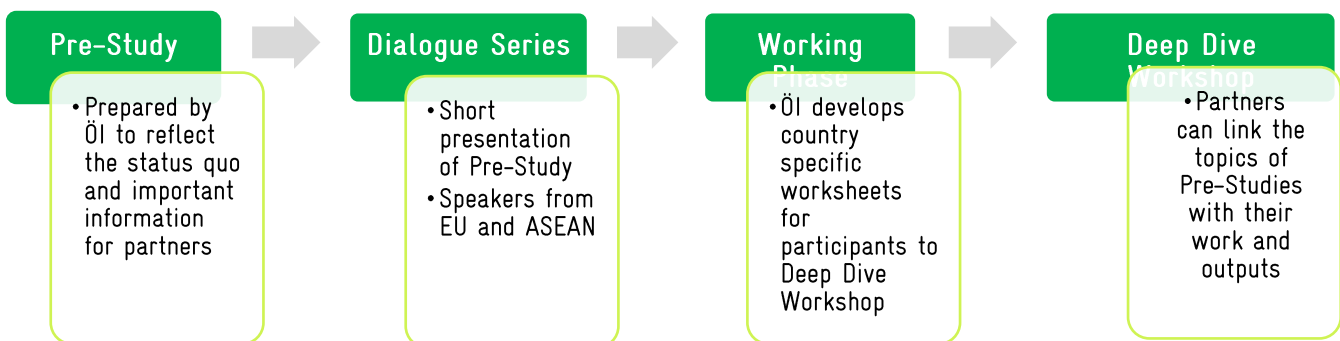 Pre-Study
• Prepared by
ÖI to reflect
the status quo
and important
information
for partners
Dialogue Series
• Short
presentation
of Pre-Study
• Speakers from
EU and ASEAN
Working
Phase
• ÖI develops
country
specific
worksheets
for
participants to
Deep Dive
Workshop
Deep Dive
Workshop
• Partners
can link the
topics of
Pre-Studies
with their
work and
outputs